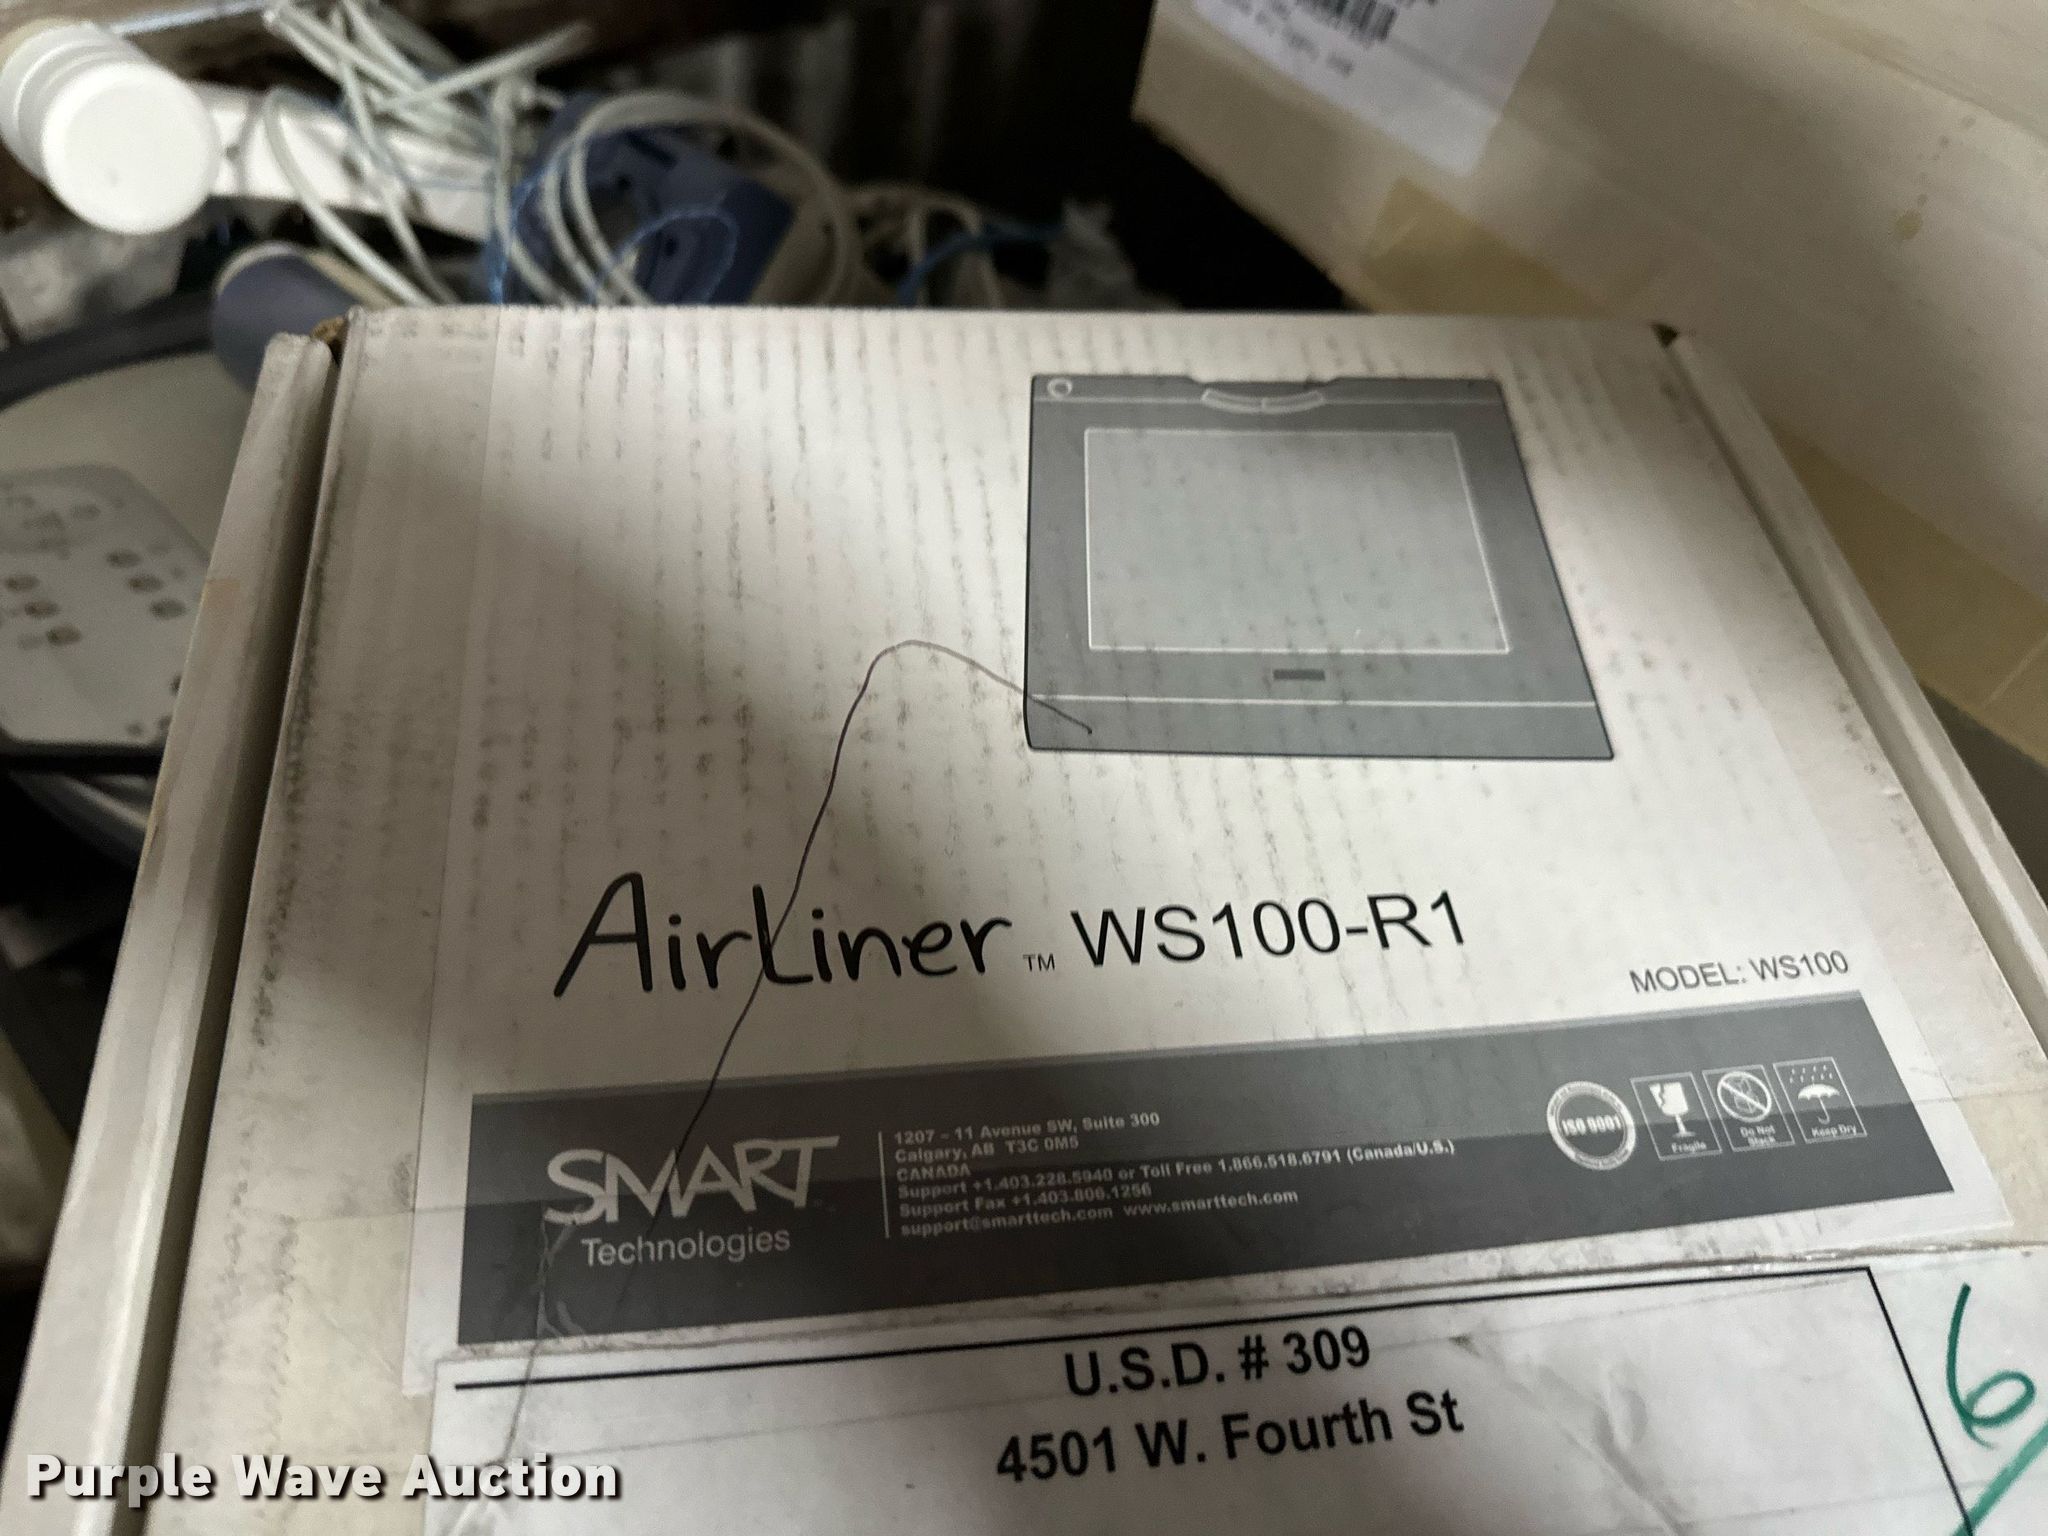 AirLiner™ WS100-R1
MODEL: WS100
SMART
Technologies
1207 – 11 Avenue SW, Suite 300
Calgary, AB T3C 0M5
CANADA
Support +1.403.228.5940 or Toll Free 1.866.518.6791 (Canada/U.S.)
Support Fax +1.403.806.1256
support@smarttech.com www.smarttech.com
ISO 9001
Fragile
Do Not
Stack
Keep Dry
U.S.D. # 309
4501 W. Fourth St
6
Purple Wave Auction